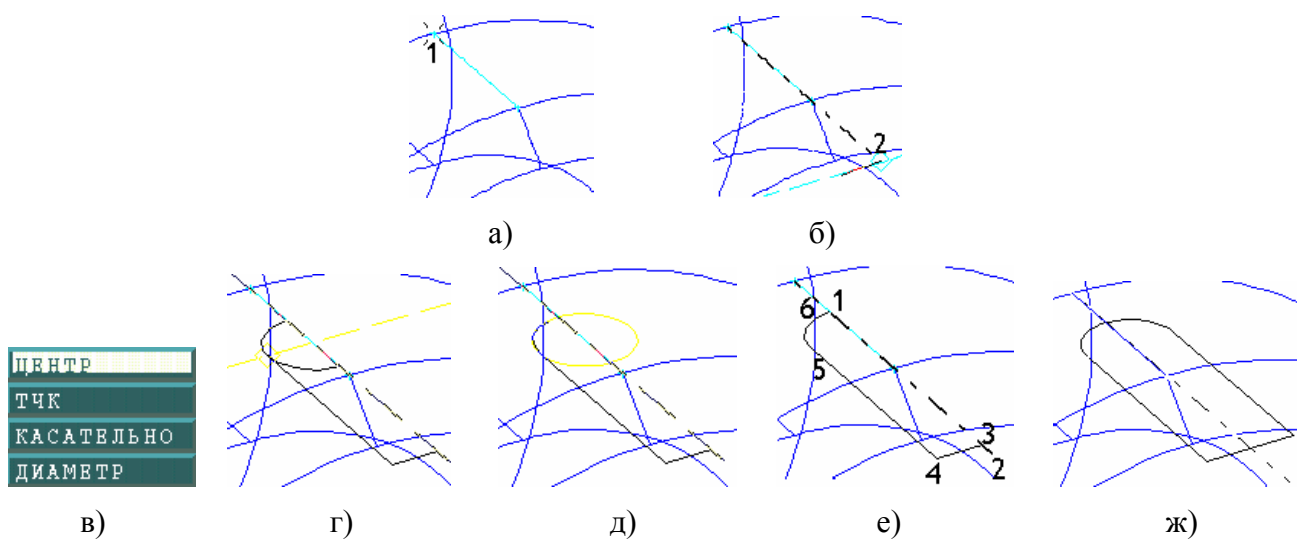 1
2
а)
б)
ЦЕНТР
ТЧК
КАСАТЕЛЬНО
ДИАМЕТР
6 1
5
3
4 2
в)
г)
д)
е)
ж)